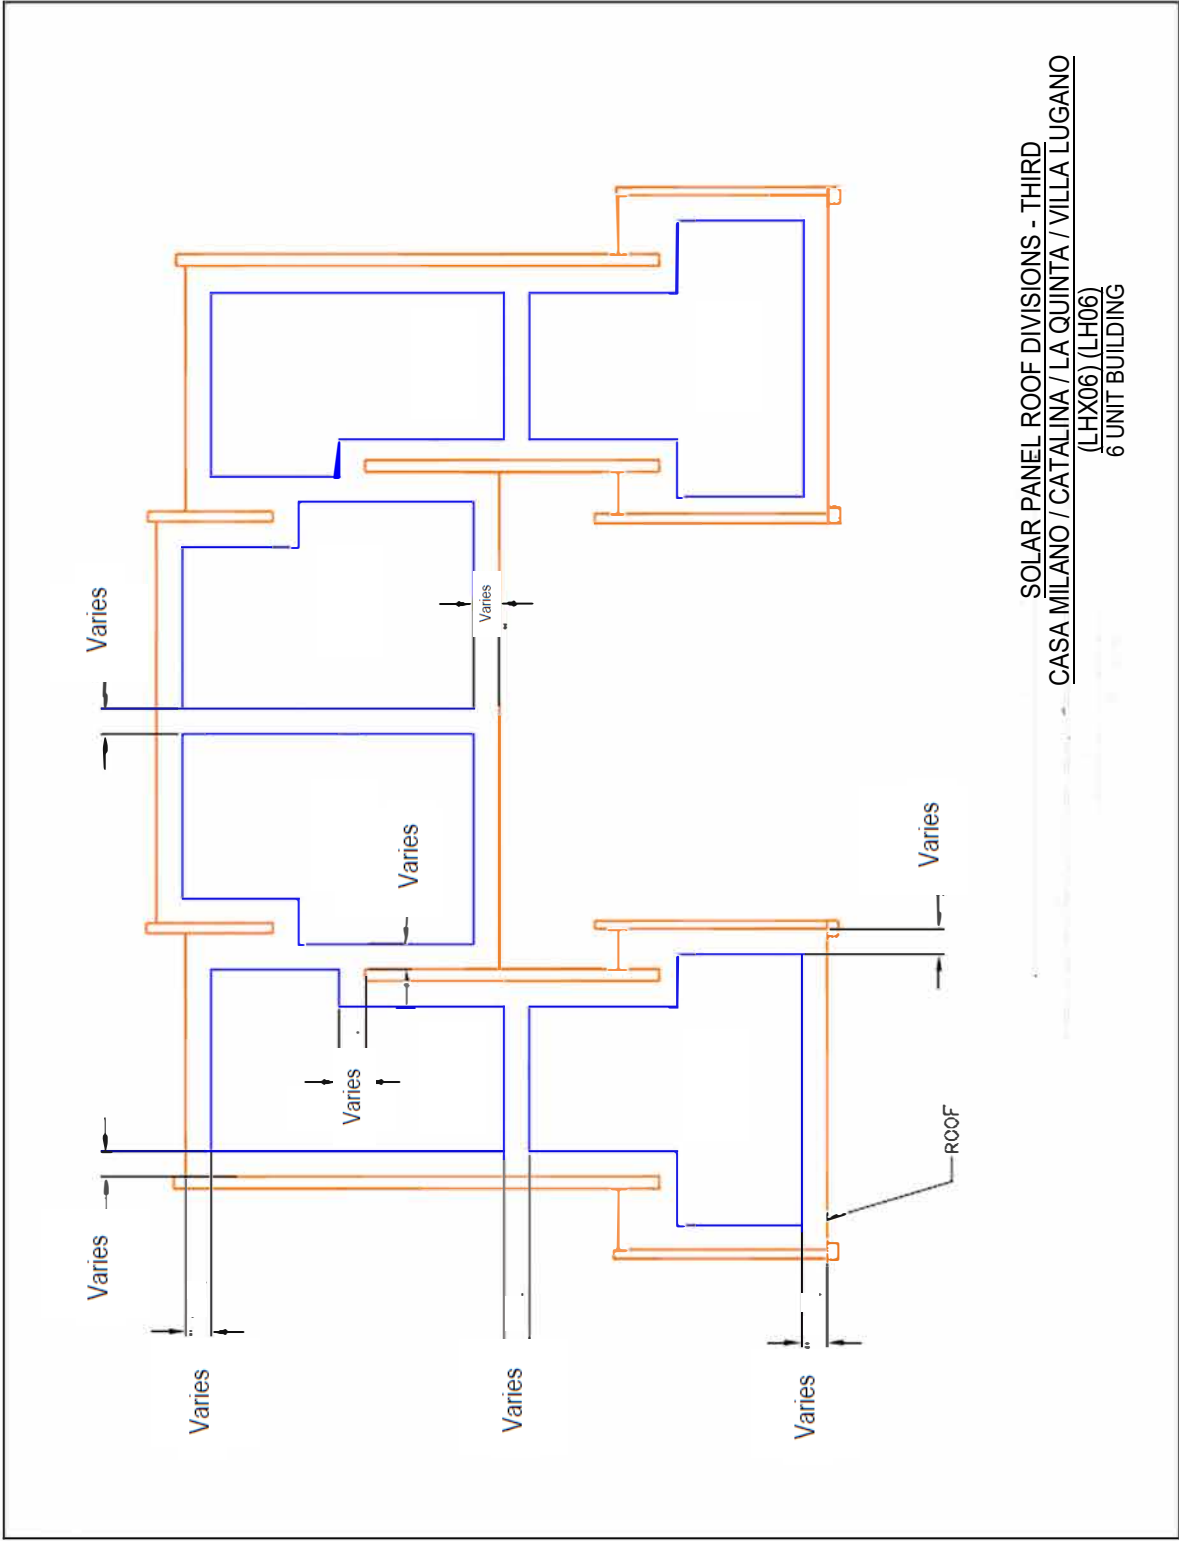 Varies
Varies
Varies
Varies
Varies
Varies
Varies
Varies
Varies
ROOF
SOLAR PANEL ROOF DIVISIONS - THIRD
CASA MILANO / CATALINA / LA QUINTA / VILLA LUGANO
(LHX06) (LH06)
6 UNIT BUILDING